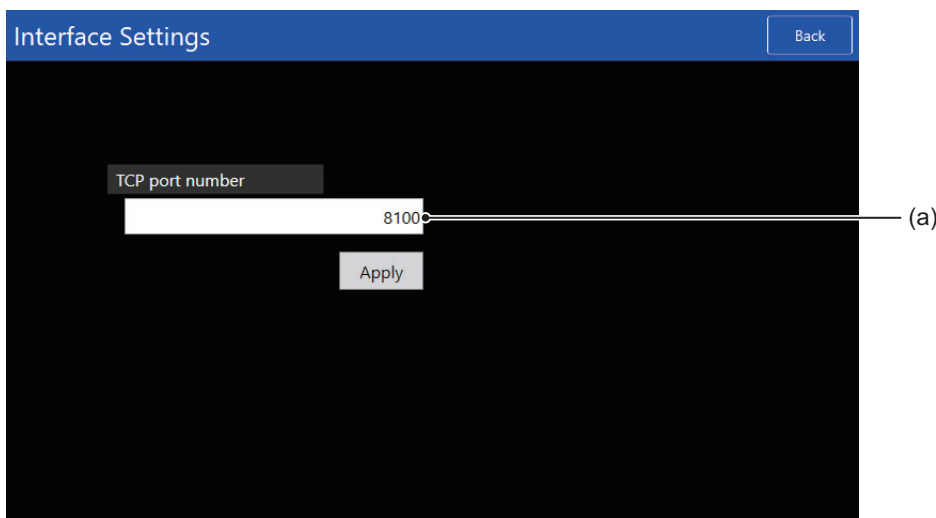 Interface Settings
Back
TCP port number
8100
(a)
Apply